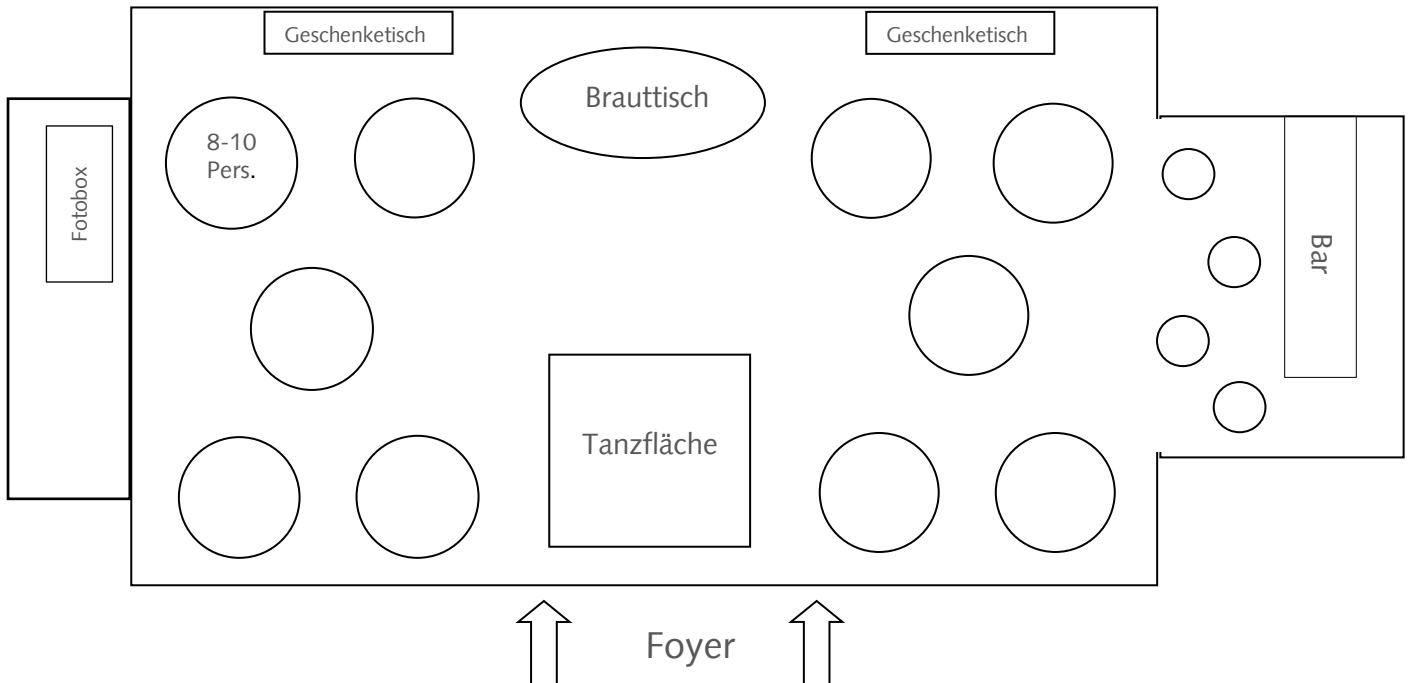 Geschenketisch
Geschenketisch
Brauttisch
8-10
Pers.
Fotobox
Bar
Tanzfläche
Foyer